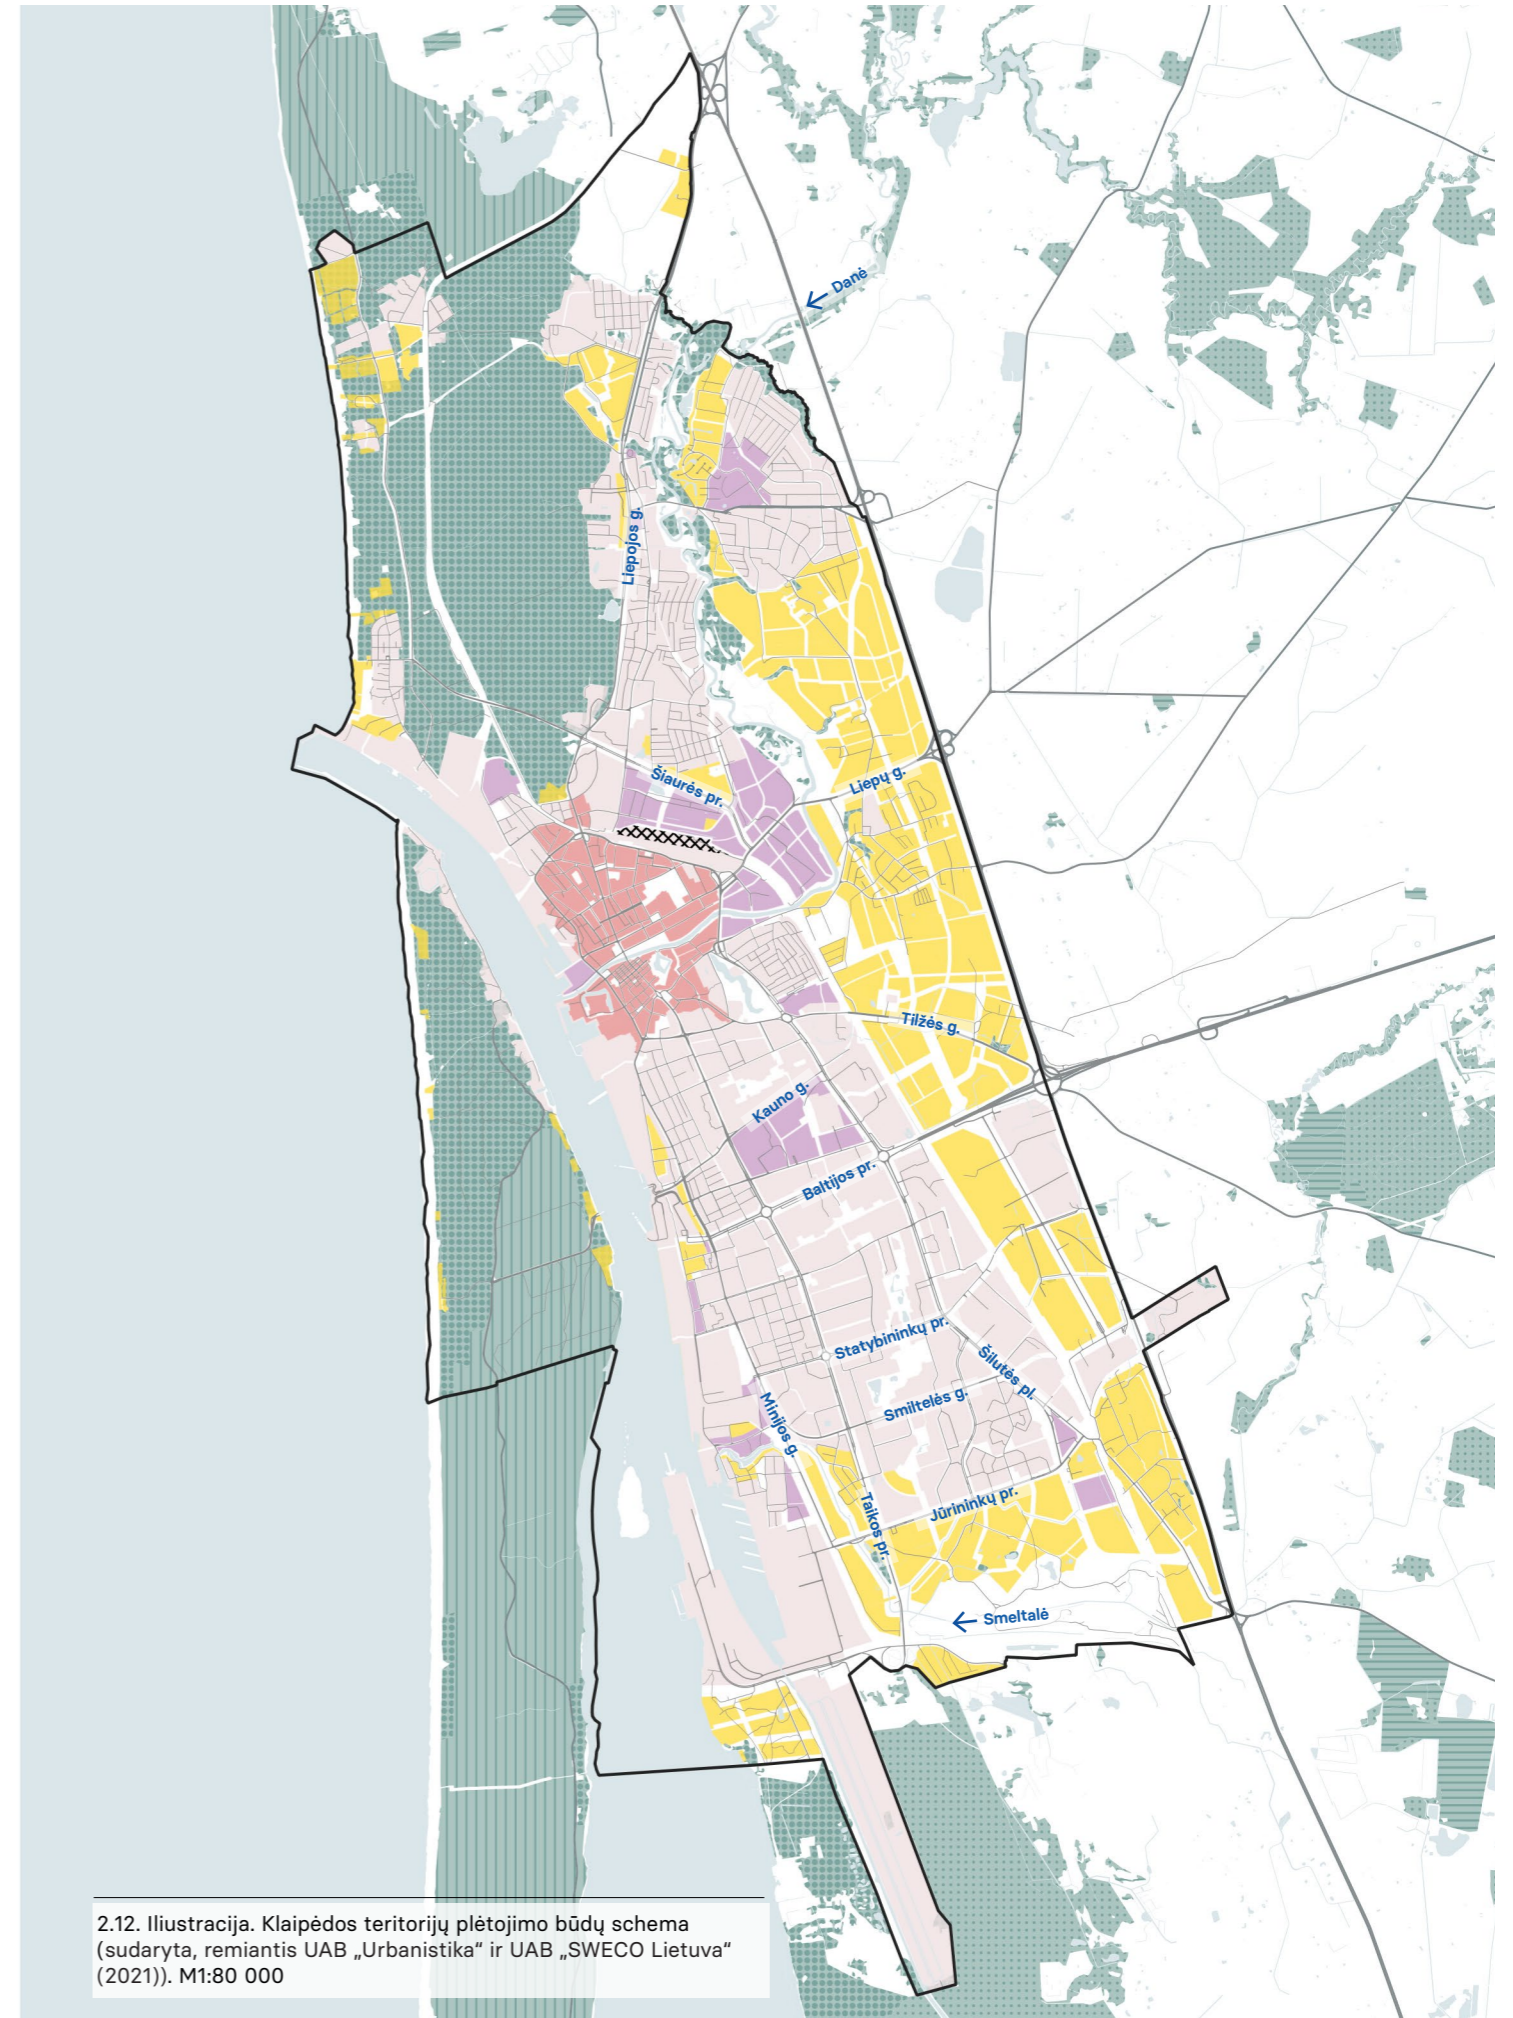 ← Danė
Liepojos g.
Šiaurės pr.
Liepų g.
Tilžės g.
Kauno g.
Baltijos pr.
Statybininkų pr.
Šilutės pl.
Smiltelės g.
Minijos g.
Taikos pr.
Jūrininkų pr.
← Smeltalė
2.12. Iliustracija. Klaipėdos teritorijų plėtojimo būdų schema
(sudaryta, remiantis UAB „Urbanistika“ ir UAB „SWECO Lietuva“
(2021)). M1:80 000